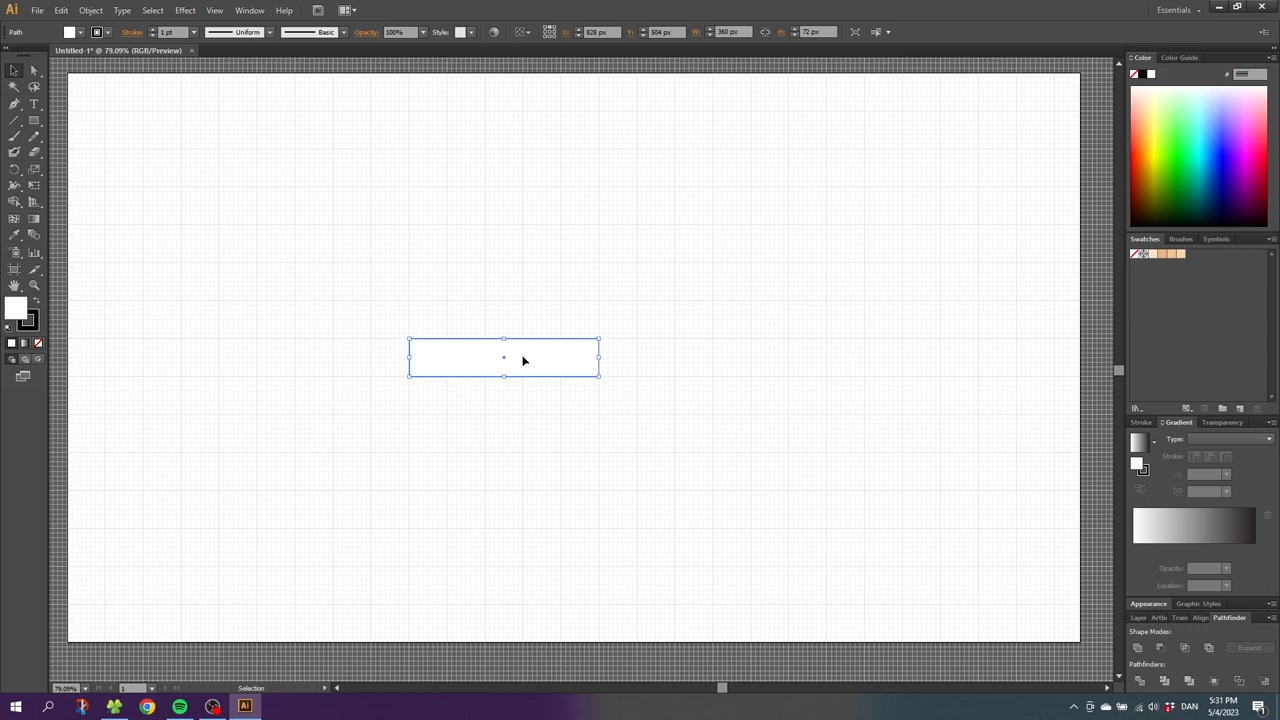 Ai File Edit Object Type Select Effect View Window Help Br Essentials
Path Stroke: 1 pt Uniform Basic Opacity: 100% Style: X: 828 px Y: 504 px W: 360 px H: 72 px
Untitled-1* @ 79.09% (RGB/Preview) ×
Color Color Guide
#
Swatches Brushes Symbols
Stroke Gradient Transparency
Type:
Stroke:
Opacity:
Location:
Appearance Graphic Styles
Layer Artb Tran Align Pathfinder
Shape Modes:
Expand
Pathfinders:
79.09% 1 Selection
Ai DAN 5:31 PM
5/4/2023